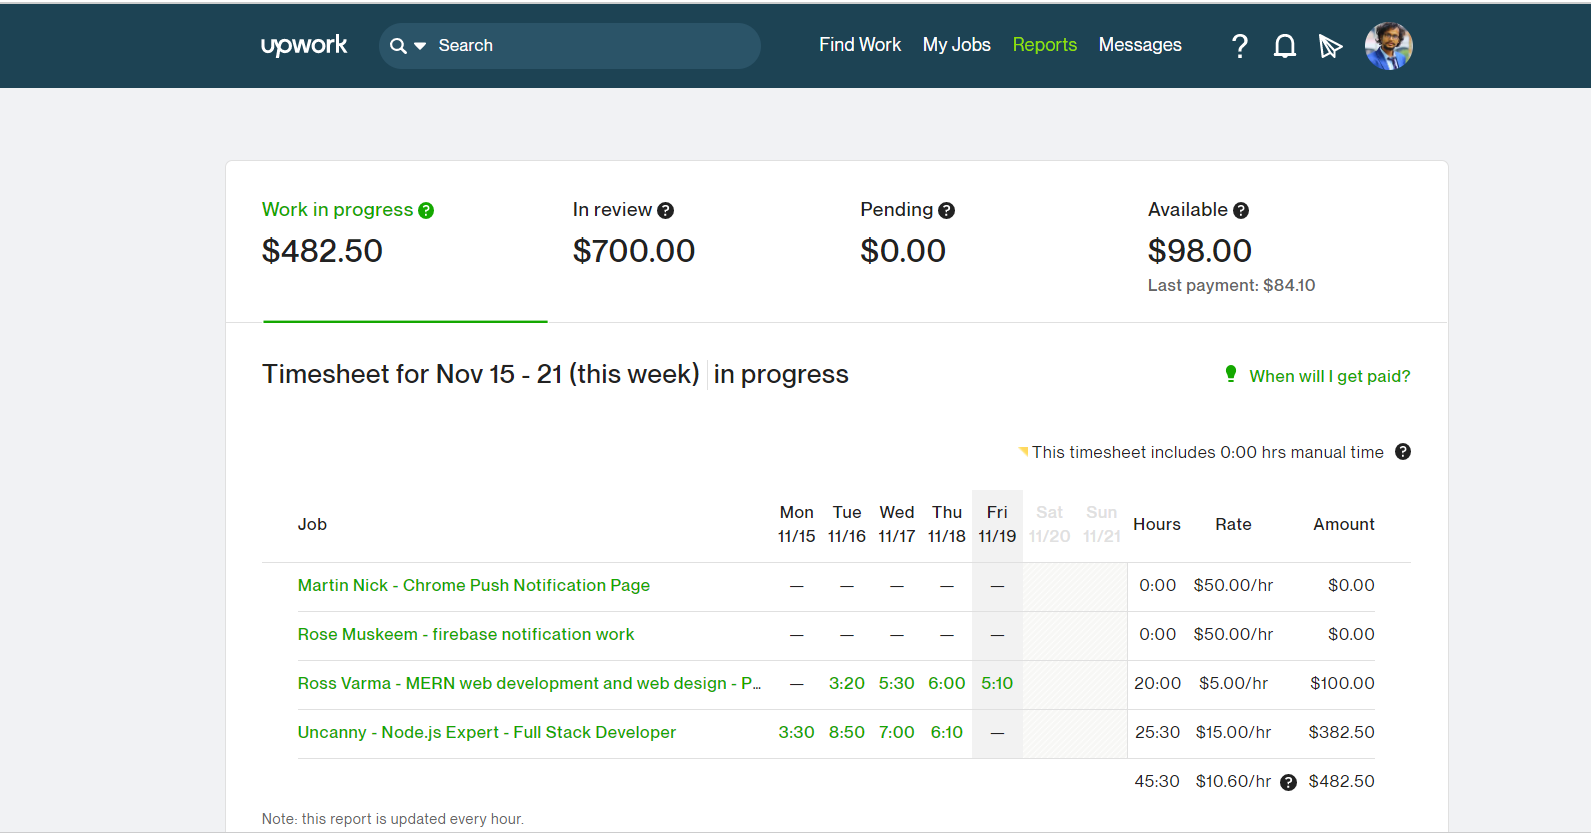 upwork
Search
Find Work My Jobs Reports Messages
Work in progress
$482.50
In review
$700.00
Pending
$0.00
Available
$98.00
Last payment: $84.10
Timesheet for Nov 15 - 21 (this week) in progress
When will I get paid?
This timesheet includes 0:00 hrs manual time
Job Mon 11/15 Tue 11/16 Wed 11/17 Thu 11/18 Fri 11/19 Sat 11/20 Sun 11/21 Hours Rate Amount
Martin Nick - Chrome Push Notification Page — — — — — 0:00 $50.00/hr $0.00
Rose Muskeem - firebase notification work — — — — — 0:00 $50.00/hr $0.00
Ross Varma - MERN web development and web design - P... — 3:20 5:30 6:00 5:10 20:00 $5.00/hr $100.00
Uncanny - Node.js Expert - Full Stack Developer 3:30 8:50 7:00 6:10 — 25:30 $15.00/hr $382.50
45:30 $10.60/hr $482.50
Note: this report is updated every hour.